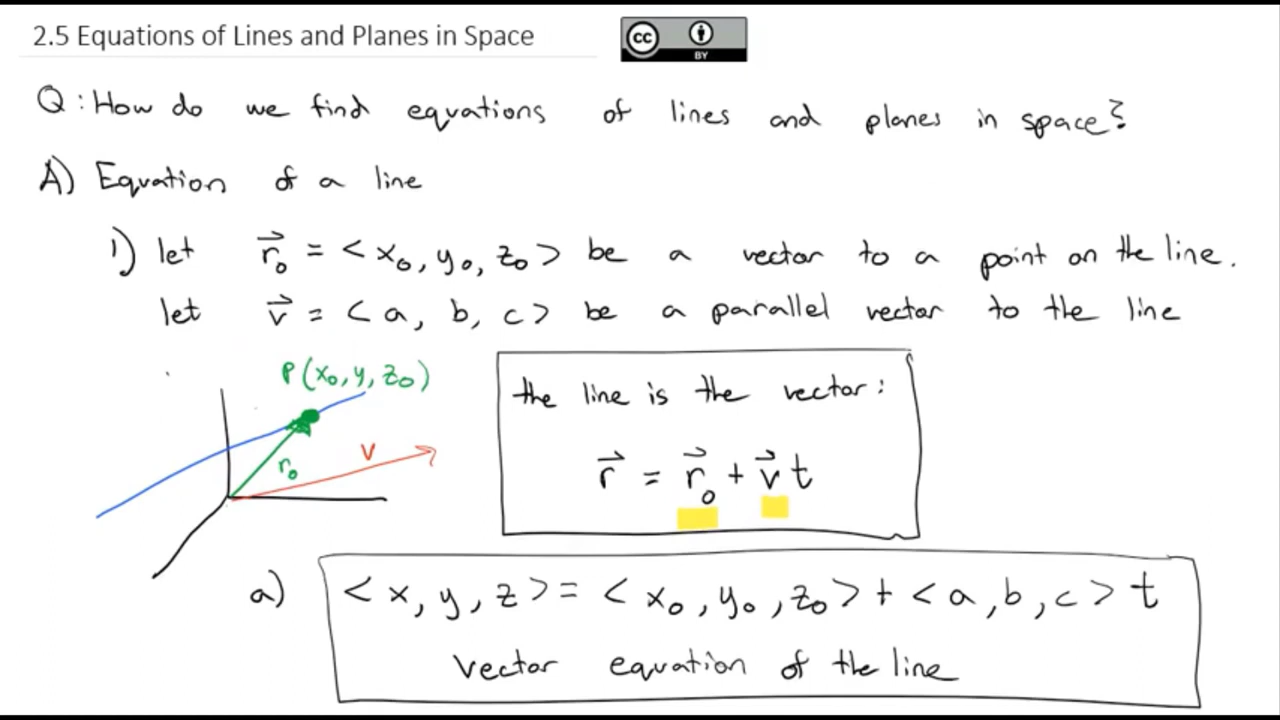 2.5 Equations of Lines and Planes in Space
cc BY
Q: How do we find equations of lines and planes in space?
A) Equation of a line
1) let r⃗₀ = <x₀, y₀, z₀> be a vector to a point on the line.
let v⃗ = <a, b, c> be a parallel vector to the line
P(x₀, y, z₀)
r₀
v
the line is the vector:
r⃗ = r⃗₀ + v⃗ t
a) <x, y, z> = <x₀, y₀, z₀> + <a, b, c> t
vector equation of the line